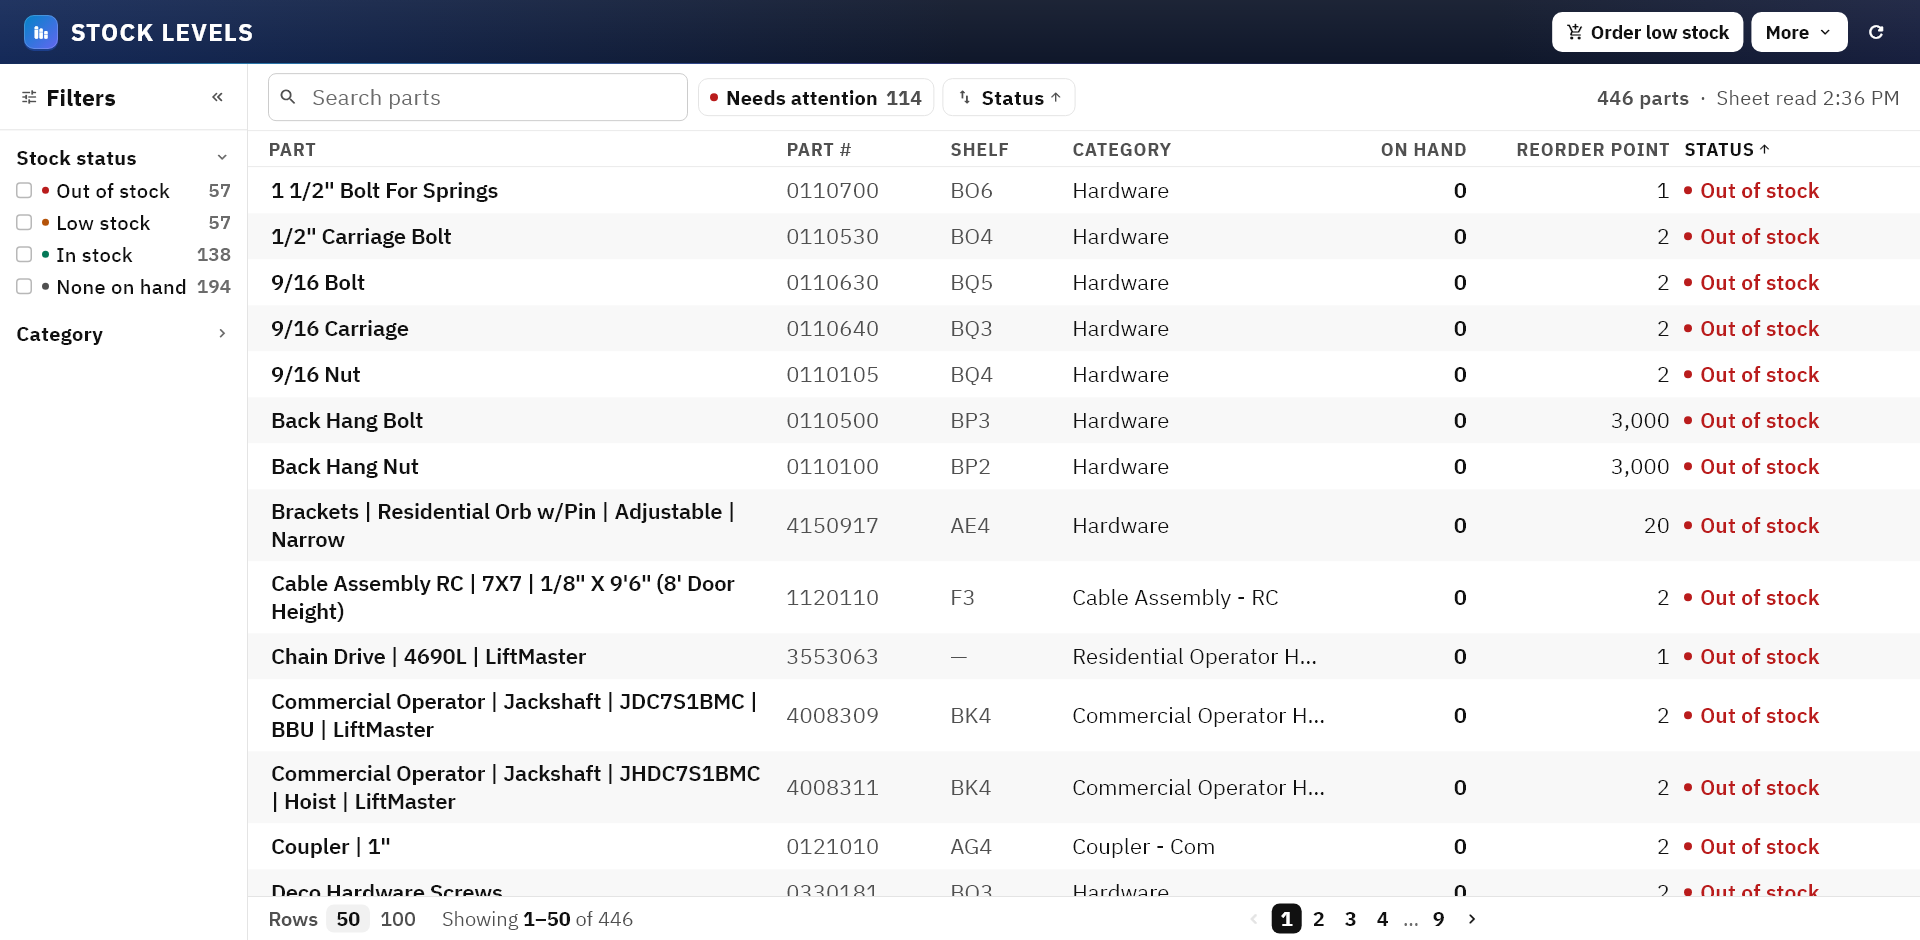 STOCK LEVELS
Order low stock
More
Filters
Search parts
Needs attention 114
Status ↑
446 parts · Sheet read 2:36 PM
Stock status
Out of stock 57
Low stock 57
In stock 138
None on hand 194
Category
PART PART # SHELF CATEGORY ON HAND REORDER POINT STATUS ↑
1 1/2" Bolt For Springs 0110700 BO6 Hardware 0 1 Out of stock
1/2" Carriage Bolt 0110530 BO4 Hardware 0 2 Out of stock
9/16 Bolt 0110630 BQ5 Hardware 0 2 Out of stock
9/16 Carriage 0110640 BQ3 Hardware 0 2 Out of stock
9/16 Nut 0110105 BQ4 Hardware 0 2 Out of stock
Back Hang Bolt 0110500 BP3 Hardware 0 3,000 Out of stock
Back Hang Nut 0110100 BP2 Hardware 0 3,000 Out of stock
Brackets | Residential Orb w/Pin | Adjustable |
Narrow 4150917 AE4 Hardware 0 20 Out of stock
Cable Assembly RC | 7X7 | 1/8" X 9'6" (8' Door
Height) 1120110 F3 Cable Assembly - RC 0 2 Out of stock
Chain Drive | 4690L | LiftMaster 3553063 — Residential Operator H... 0 1 Out of stock
Commercial Operator | Jackshaft | JDC7S1BMC |
BBU | LiftMaster 4008309 BK4 Commercial Operator H... 0 2 Out of stock
Commercial Operator | Jackshaft | JHDC7S1BMC
| Hoist | LiftMaster 4008311 BK4 Commercial Operator H... 0 2 Out of stock
Coupler | 1" 0121010 AG4 Coupler - Com 0 2 Out of stock
Deco Hardware Screws 0330181 BO3 Hardware 0 2 Out of stock
Rows 50 100 Showing 1–50 of 446
‹ 1 2 3 4 ... 9 ›